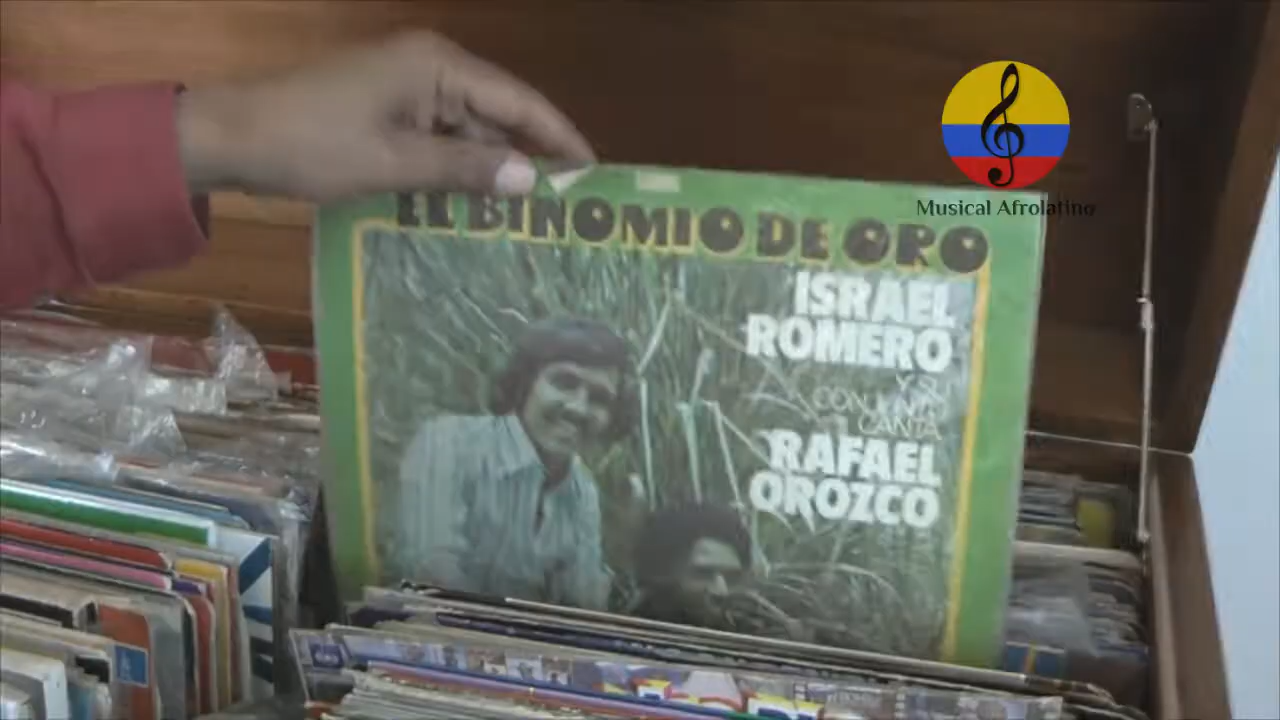 Musical Afrolatino
EL BINOMIO DE ORO
ISRAEL
ROMERO
Y SU
CONJUNTO
CANTA
RAFAEL
OROZCO